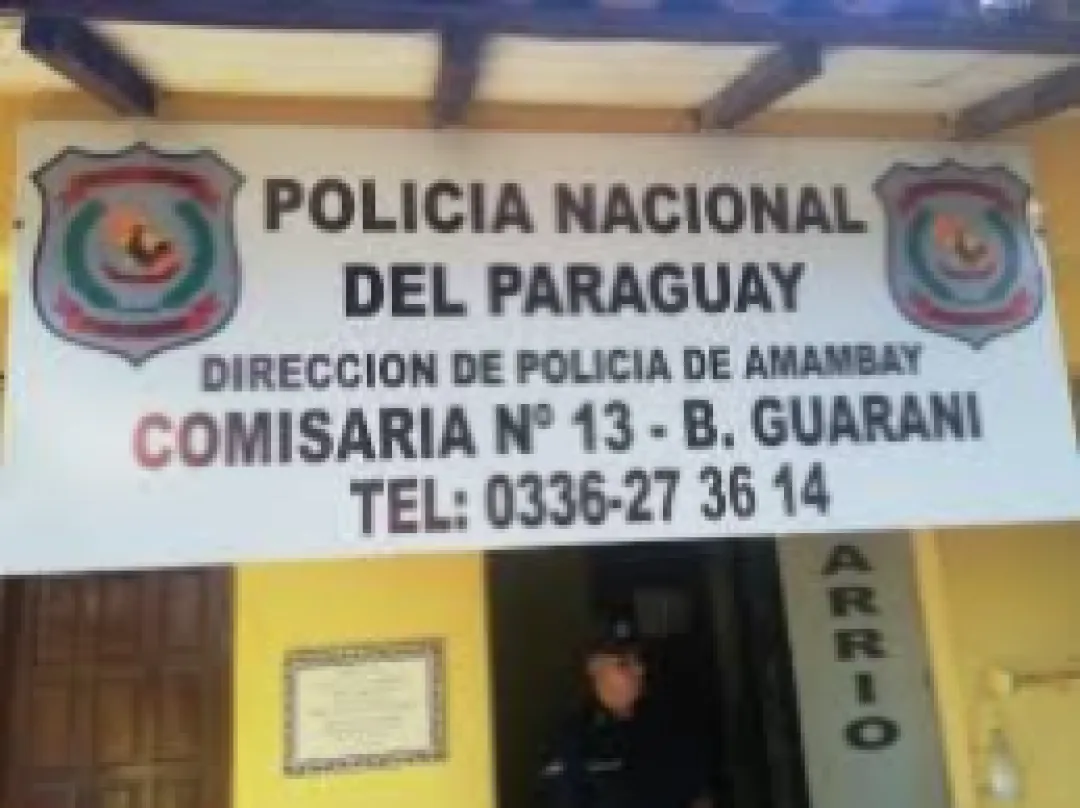 POLICIA NACIONAL
DEL PARAGUAY
DIRECCION DE POLICIA DE AMAMBAY
COMISARIA Nº 13 - B. GUARANI
TEL: 0336-27 36 14
ARRIO